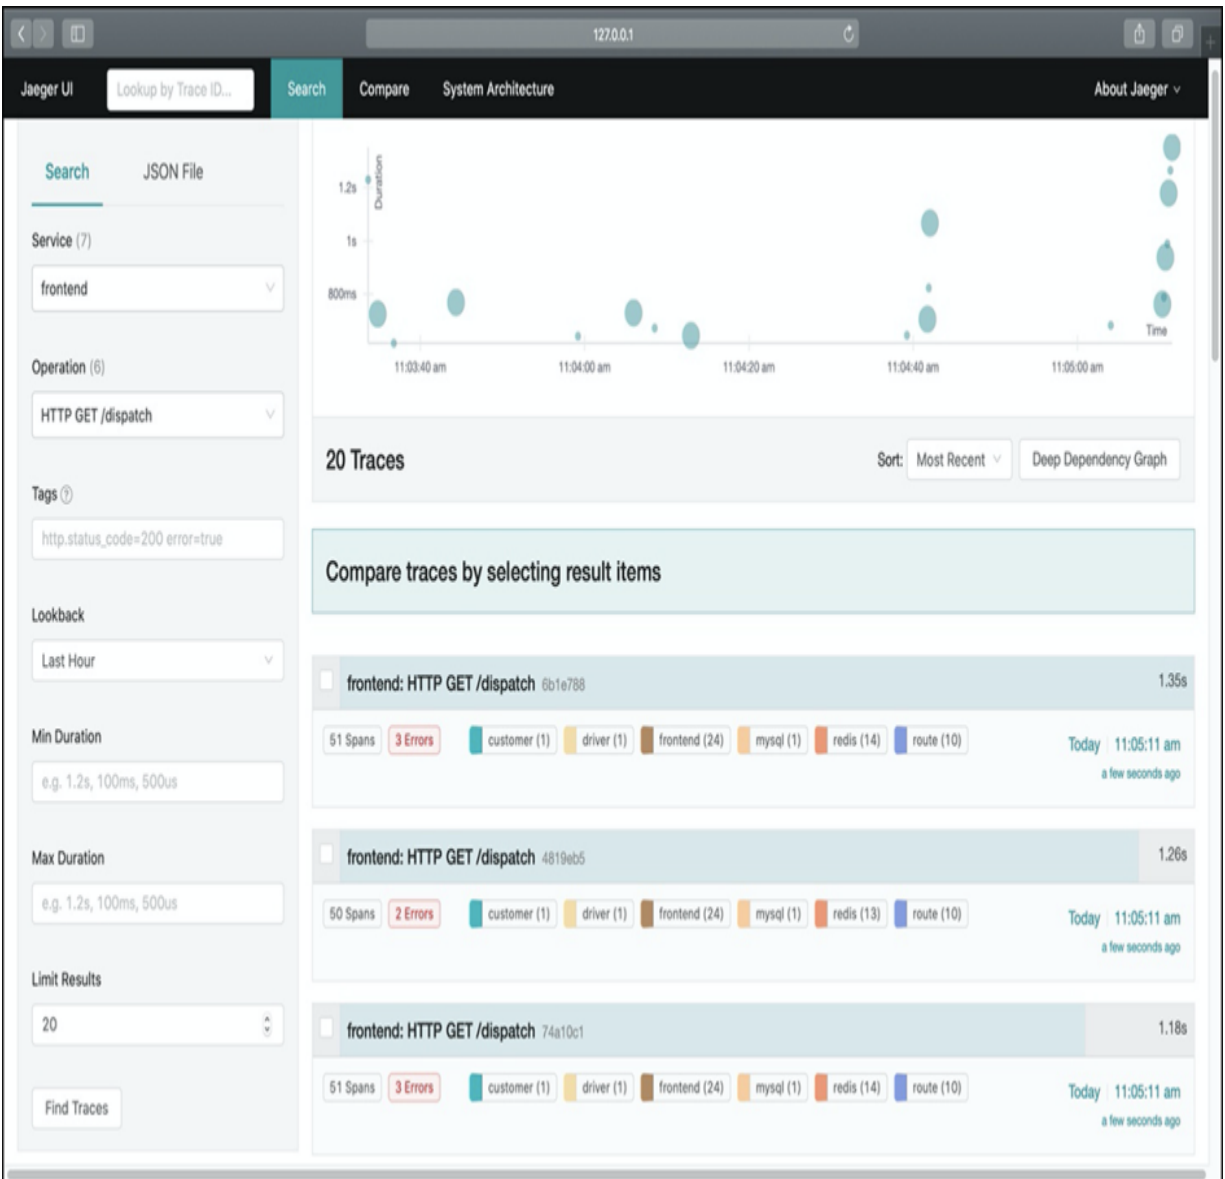 127.0.0.1
Jaeger UI Lookup by Trace ID... Search Compare System Architecture About Jaeger
Search JSON File
Service (7)
frontend
Operation (6)
HTTP GET /dispatch
Tags
http.status_code=200 error=true
Lookback
Last Hour
Min Duration
e.g. 1.2s, 100ms, 500us
Max Duration
e.g. 1.2s, 100ms, 500us
Limit Results
20
Find Traces
Duration
1.2s
1s
800ms
Time
11:03:40 am 11:04:00 am 11:04:20 am 11:04:40 am 11:05:00 am
20 Traces Sort: Most Recent Deep Dependency Graph
Compare traces by selecting result items
frontend: HTTP GET /dispatch 6b1e788 1.35s
51 Spans 3 Errors customer (1) driver (1) frontend (24) mysql (1) redis (14) route (10) Today 11:05:11 am
a few seconds ago
frontend: HTTP GET /dispatch 4819eb5 1.26s
50 Spans 2 Errors customer (1) driver (1) frontend (24) mysql (1) redis (13) route (10) Today 11:05:11 am
a few seconds ago
frontend: HTTP GET /dispatch 74a10c1 1.18s
51 Spans 3 Errors customer (1) driver (1) frontend (24) mysql (1) redis (14) route (10) Today 11:05:11 am
a few seconds ago